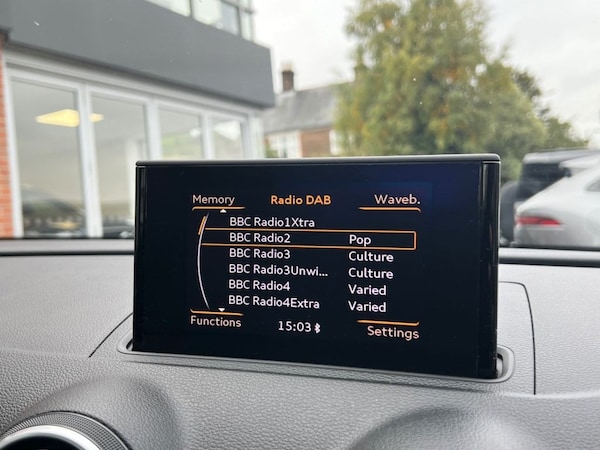 Memory Radio DAB Waveb.
BBC Radio1Xtra
BBC Radio2 Pop
BBC Radio3 Culture
BBC Radio3Unwi... Culture
BBC Radio4 Varied
BBC Radio4Extra Varied
Functions 15:03 Settings